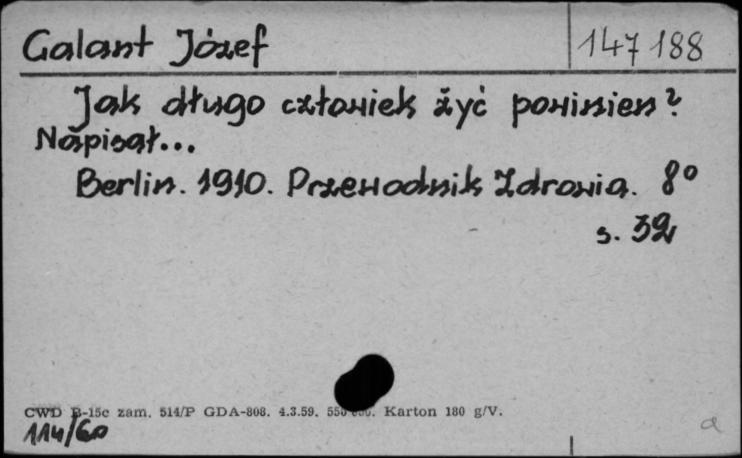 Galant Józef 147188
Jak długo człowiek żyć powinien?
Napisał...
Berlin. 1910. Przewodnik Zdrowia. 8°
s. 32
CWD B-15c zam. 514/P GDA-808. 4.3.59. Karton 180 g/V.
114/60
a